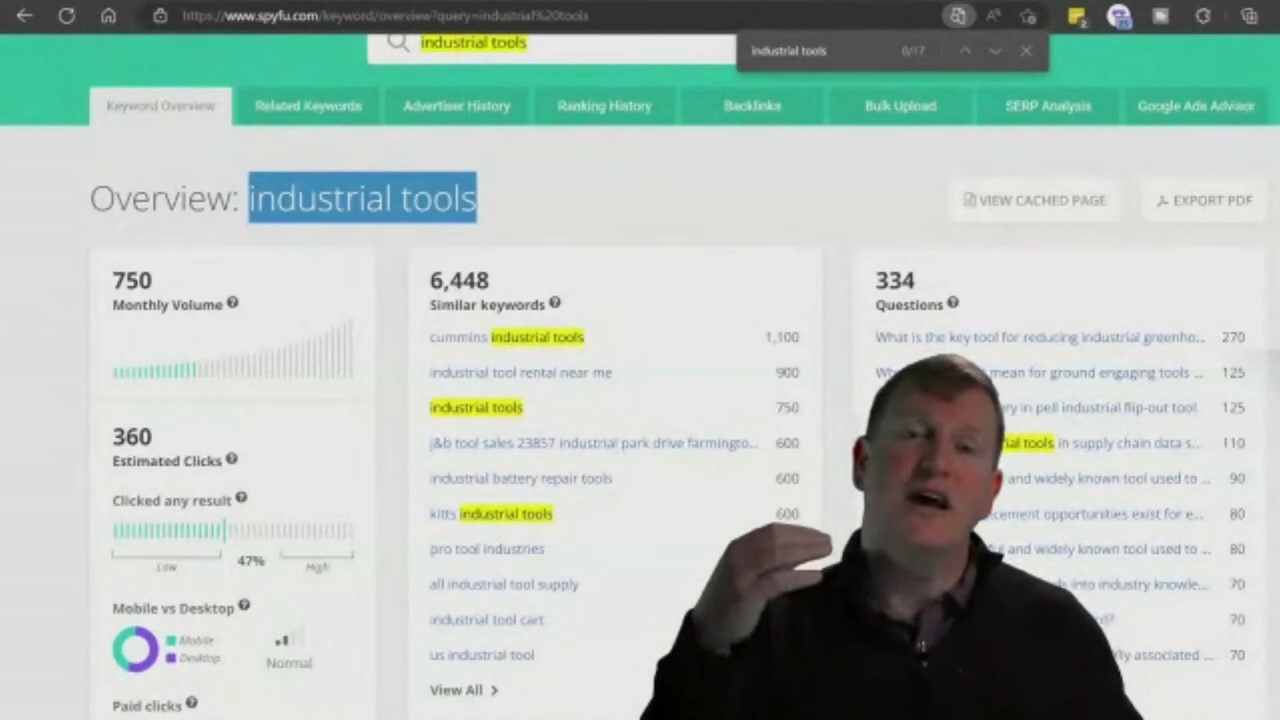 https://www.spyfu.com/keyword/overview?query=industrial%20tools
industrial tools
industrial tools 0/17
Keyword Overview
Related Keywords
Advertiser History
Ranking History
Backlinks
Bulk Upload
SERP Analysis
Google Ads Advisor
Overview: industrial tools
VIEW CACHED PAGE
EXPORT PDF
750
Monthly Volume
360
Estimated Clicks
Clicked any result
Low 47% High
Mobile vs Desktop
Mobile
Desktop
Normal
Paid clicks
6,448
Similar keywords
cummins industrial tools 1,100
industrial tool rental near me 900
industrial tools 750
j&b tool sales 23857 industrial park drive farmingto... 600
industrial battery repair tools 600
kitts industrial tools 600
pro tool industries
all industrial tool supply
industrial tool cart
us industrial tool
View All
334
Questions
What is the key tool for reducing industrial greenho... 270
mean for ground engaging tools ... 125
in pell industrial flip-out tool 125
tools in supply chain data s... 110
and widely known tool used to ... 90
opportunities exist for e... 80
and widely known tool used to ... 80
into industry knowle... 70
70
associated ... 70